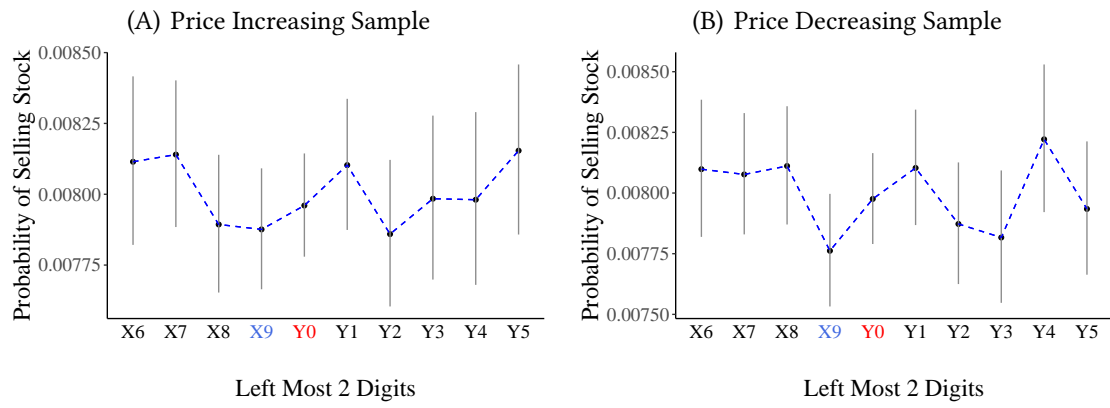 (A) Price Increasing Sample
Probability of Selling Stock
0.00850
0.00825
0.00800
0.00775
X6 X7 X8 X9 Y0 Y1 Y2 Y3 Y4 Y5
Left Most 2 Digits
(B) Price Decreasing Sample
Probability of Selling Stock
0.00850
0.00825
0.00800
0.00775
0.00750
X6 X7 X8 X9 Y0 Y1 Y2 Y3 Y4 Y5
Left Most 2 Digits